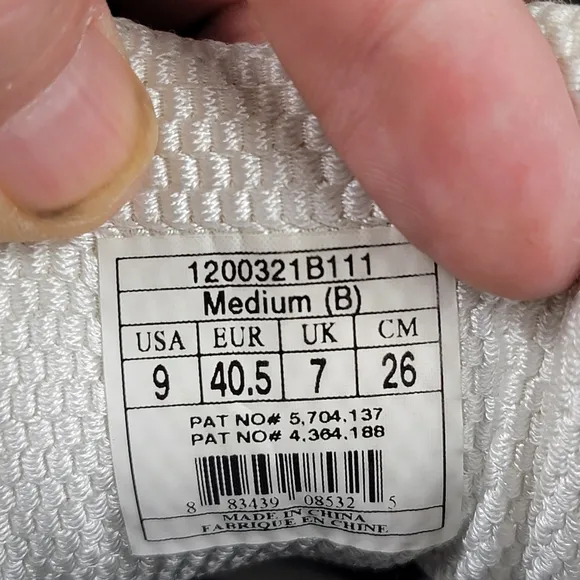 1200321B111
Medium (B)
USA EUR UK CM
9 40.5 7 26
PAT NO# 5,704,137
PAT NO# 4,364,188
8 83439 08532 5
MADE IN CHINA
FABRIQUE EN CHINE